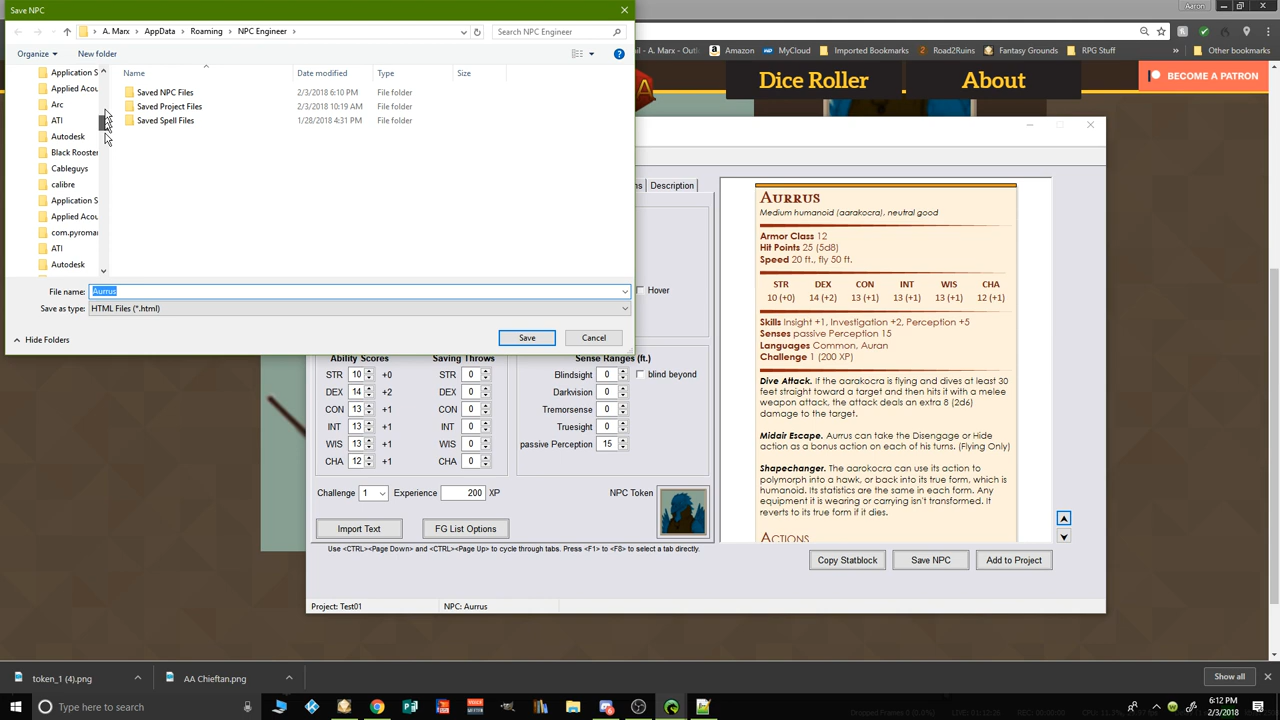 Save NPC
Aaron
A. Marx
AppData
Roaming
NPC Engineer
Search NPC Engineer
Organize
New folder
- A. Marx - Outl
Amazon
MyCloud
Imported Bookmarks
Road2Ruins
Fantasy Grounds
RPG Stuff
Other bookmarks
Name
Date modified
Type
Size
Saved NPC Files
2/3/2018 6:10 PM
File folder
Saved Project Files
2/3/2018 10:19 AM
File folder
Saved Spell Files
1/28/2018 4:31 PM
File folder
Application S
Applied Acou
Arc
ATI
Autodesk
Black Rooster
Cableguys
calibre
Application S
Applied Acou
com.pyromar
ATI
Autodesk
File name: Aurrus
Save as type: HTML Files (*.html)
Hide Folders
Save
Cancel
Dice Roller
About
BECOME A PATRON
ns
Description
Hover
Ability Scores
Saving Throws
Sense Ranges (ft.)
STR 10 +0
STR 0
Blindsight 0
blind beyond
DEX 14 +2
DEX 0
Darkvision 0
CON 13 +1
CON 0
Tremorsense 0
INT 13 +1
INT 0
Truesight 0
WIS 13 +1
WIS 0
passive Perception 15
CHA 12 +1
CHA 0
Challenge 1
Experience 200 XP
NPC Token
Import Text
FG List Options
Use <CTRL><Page Down> and <CTRL><Page Up> to cycle through tabs. Press <F1> to <F8> to select a tab directly.
Aurrus
Medium humanoid (aarakocra), neutral good
Armor Class 12
Hit Points 25 (5d8)
Speed 20 ft., fly 50 ft.
STR DEX CON INT WIS CHA
10 (+0) 14 (+2) 13 (+1) 13 (+1) 13 (+1) 12 (+1)
Skills Insight +1, Investigation +2, Perception +5
Senses passive Perception 15
Languages Common, Auran
Challenge 1 (200 XP)
Dive Attack. If the aarakocra is flying and dives at least 30
feet straight toward a target and then hits it with a melee
weapon attack, the attack deals an extra 8 (2d6)
damage to the target.
Midair Escape. Aurrus can take the Disengage or Hide
action as a bonus action on each of his turns. (Flying Only)
Shapechanger. The aarokocra can use its action to
polymorph into a hawk, or back into its true form, which is
humanoid. Its statistics are the same in each form. Any
equipment it is wearing or carrying isn't transformed. It
reverts to its true form if it dies.
Actions
Copy Statblock
Save NPC
Add to Project
Project: Test01
NPC: Aurrus
token_1 (4).png
AA Chieftan.png
Show all
Type here to search
6:12 PM
2/3/2018